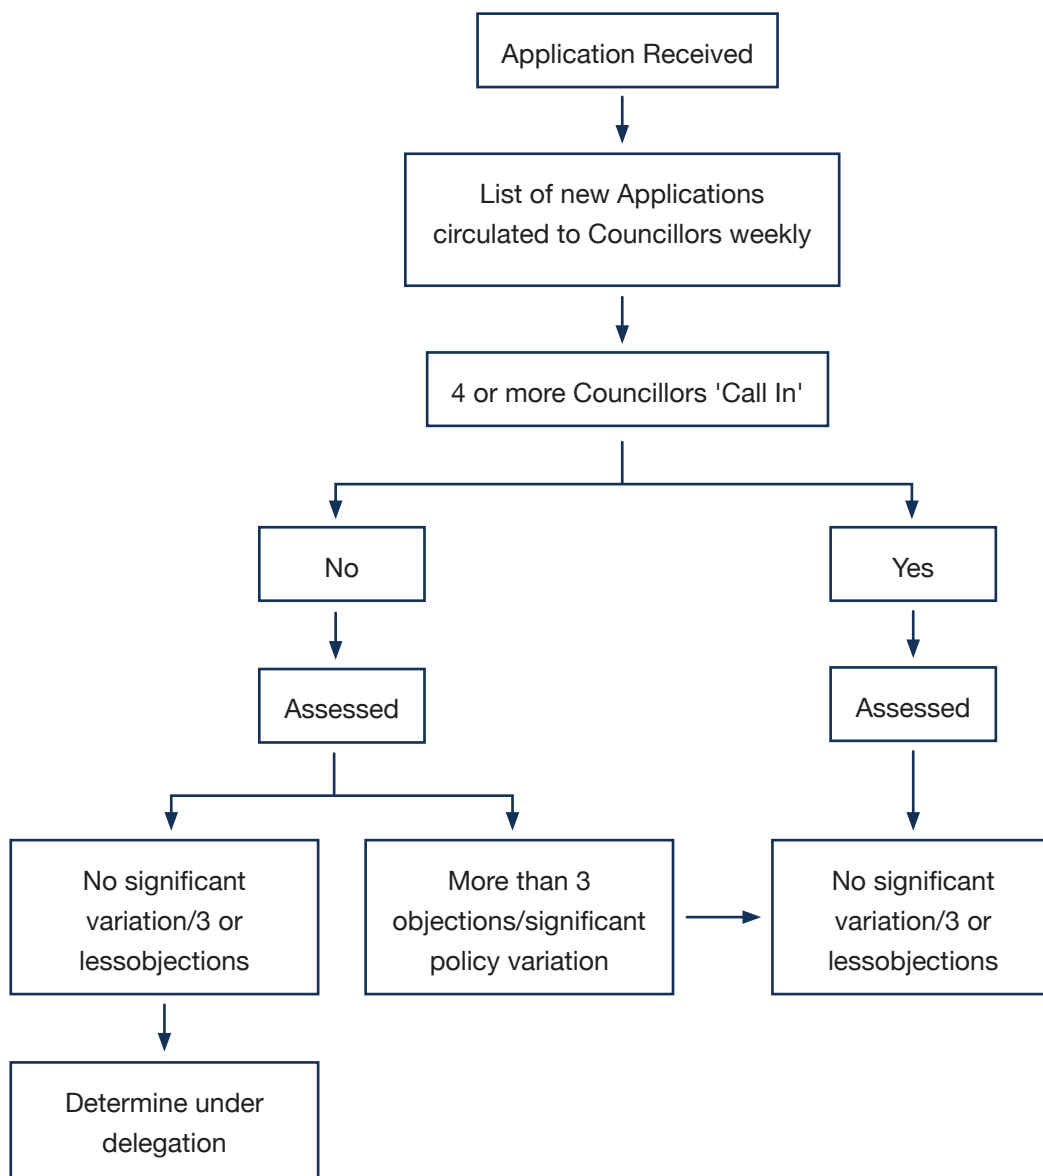 Application Received
List of new Applications
circulated to Councillors weekly
4 or more Councillors 'Call In'
No
Yes
Assessed
Assessed
No significant
variation/3 or
lessobjections
More than 3
objections/significant
policy variation
No significant
variation/3 or
lessobjections
Determine under
delegation